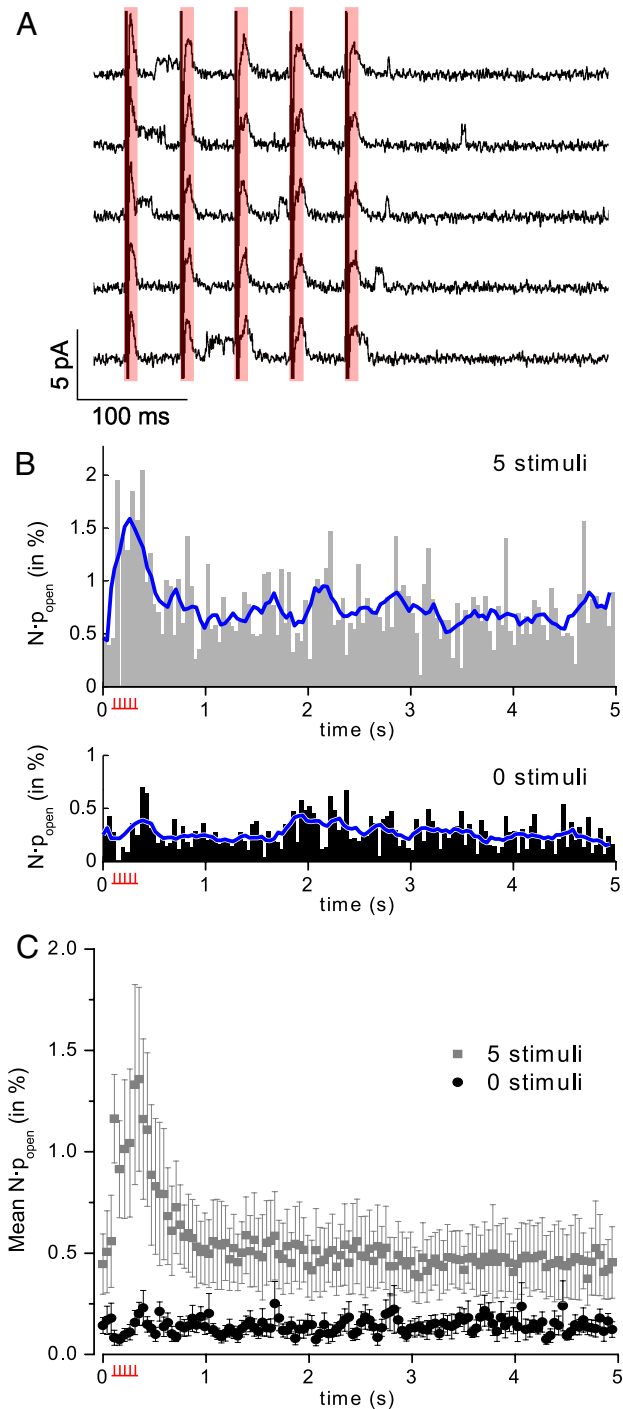 A
5 pA
100 ms
B
5 stimuli
N·p_open (in %)
2
1.5
1
0.5
0
0 1 2 3 4 5
time (s)
0 stimuli
N·p_open (in %)
1
0.5
0
0 1 2 3 4 5
time (s)
C
Mean N·p_open (in %)
2.0
1.5
1.0
0.5
0.0
5 stimuli
0 stimuli
0 1 2 3 4 5
time (s)